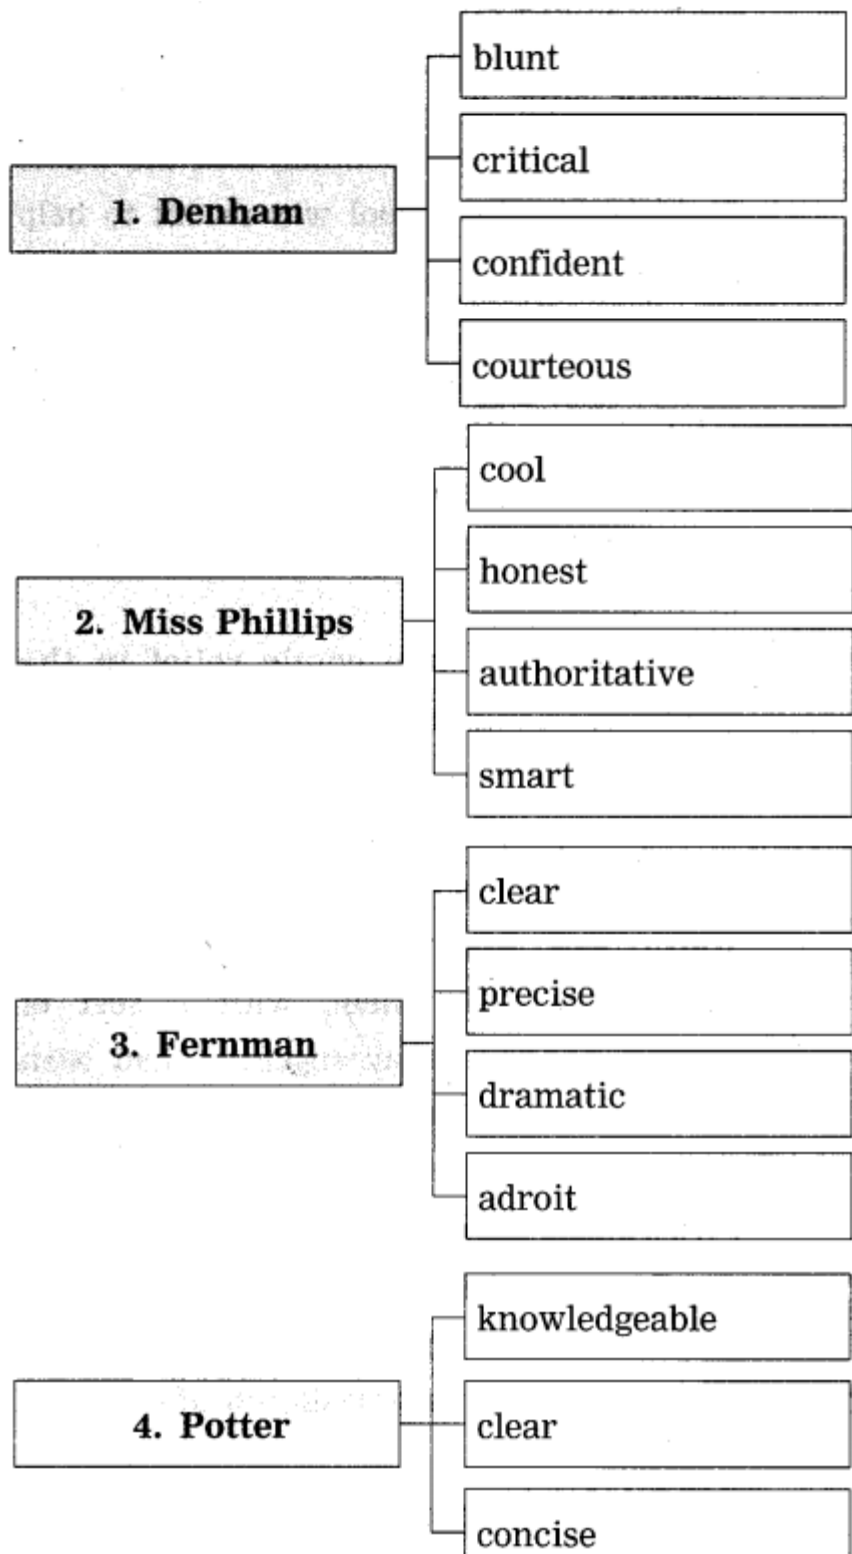 1. Denham
blunt
critical
confident
courteous
2. Miss Phillips
cool
honest
authoritative
smart
3. Fernman
clear
precise
dramatic
adroit
4. Potter
knowledgeable
clear
concise